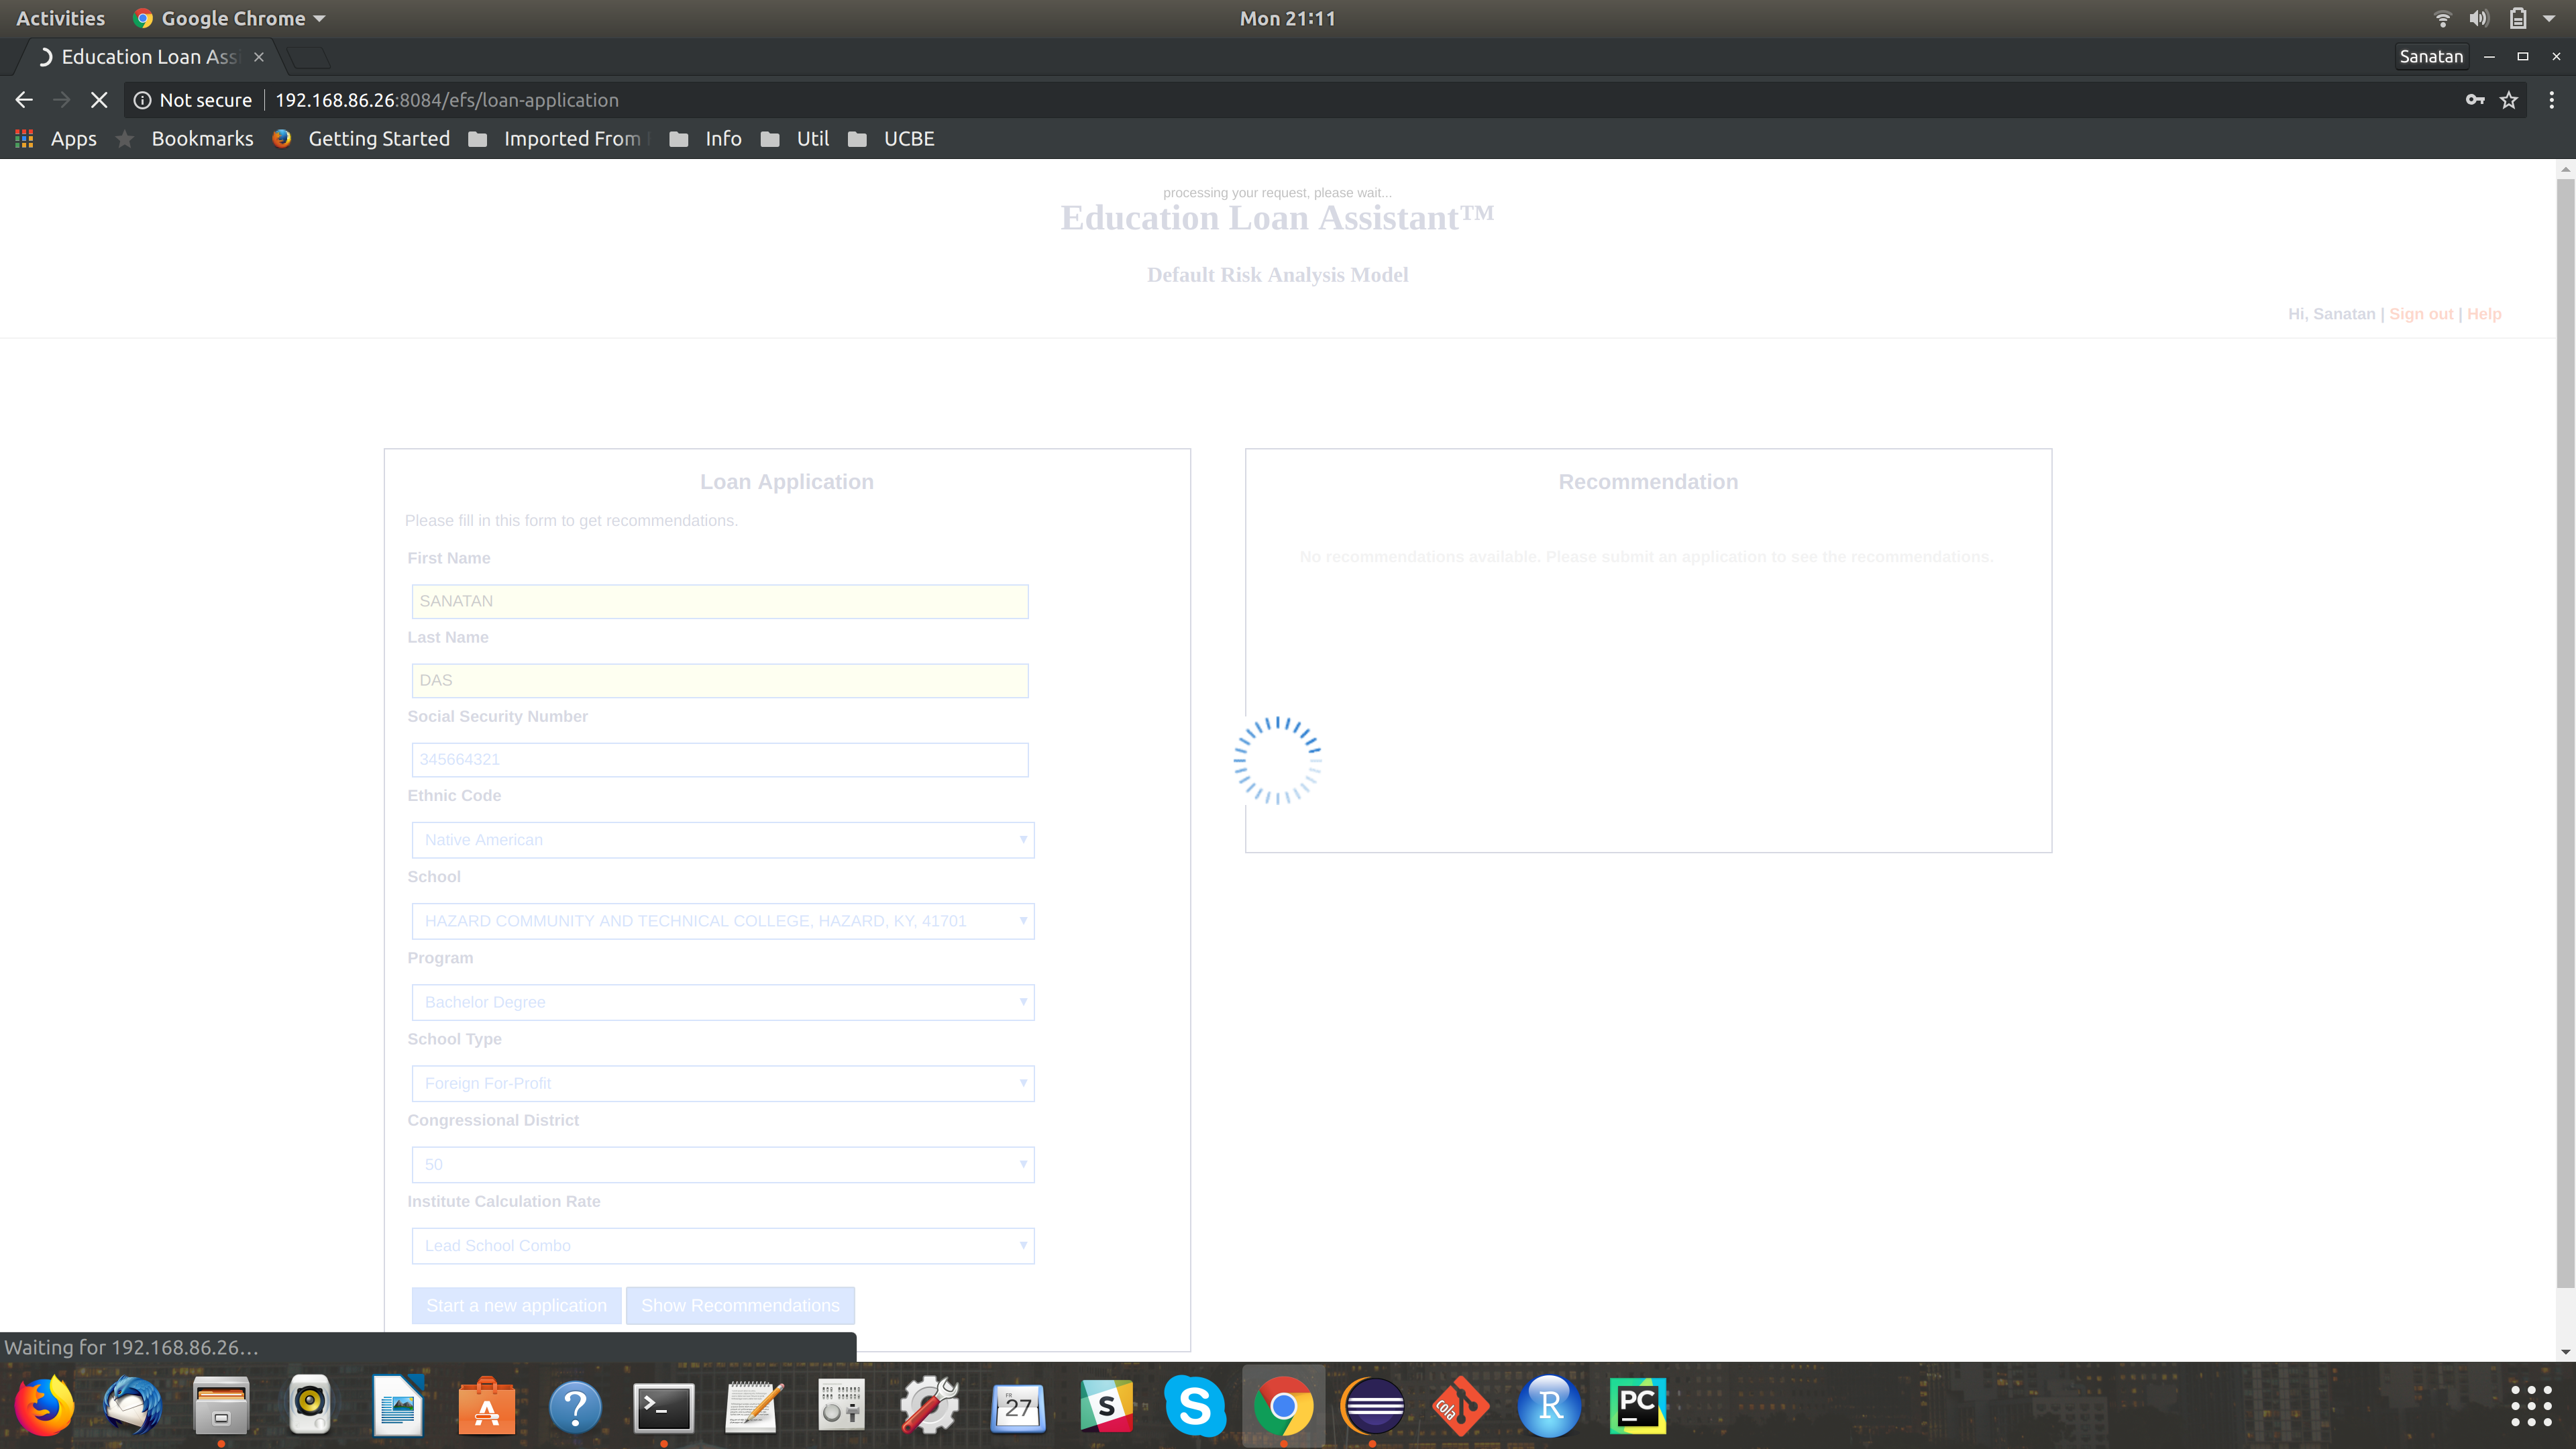 Activities Google Chrome Mon 21:11
Education Loan Ass Sanatan
Not secure 192.168.86.26:8084/efs/loan-application
Apps Bookmarks Getting Started Imported From Info Util UCBE
processing your request, please wait...
Education Loan Assistant™
Default Risk Analysis Model
Hi, Sanatan | Sign out | Help
Loan Application
Please fill in this form to get recommendations.
First Name
SANATAN
Last Name
DAS
Social Security Number
345664321
Ethnic Code
Native American
School
HAZARD COMMUNITY AND TECHNICAL COLLEGE, HAZARD, KY, 41701
Program
Bachelor Degree
School Type
Foreign For-Profit
Congressional District
50
Institute Calculation Rate
Lead School Combo
Start a new application Show Recommendations
Recommendation
No recommendations available. Please submit an application to see the recommendations.
Waiting for 192.168.86.26...
A ? >_ FR 27 S S cola R PC